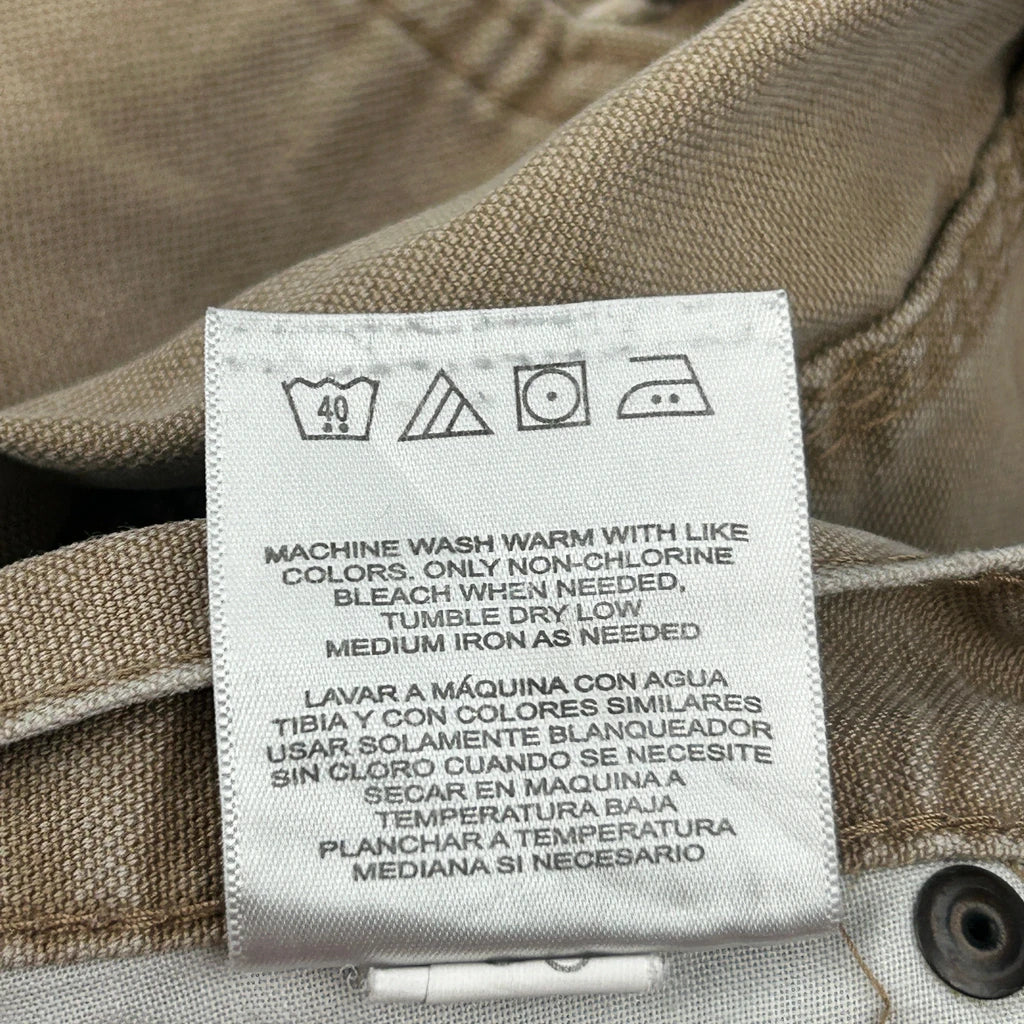 40
MACHINE WASH WARM WITH LIKE
COLORS. ONLY NON-CHLORINE
BLEACH WHEN NEEDED,
TUMBLE DRY LOW
MEDIUM IRON AS NEEDED
LAVAR A MÁQUINA CON AGUA
TIBIA Y CON COLORES SIMILARES
USAR SOLAMENTE BLANQUEADOR
SIN CLORO CUANDO SE NECESITE
SECAR EN MAQUINA A
TEMPERATURA BAJA
PLANCHAR A TEMPERATURA
MEDIANA SI NECESARIO